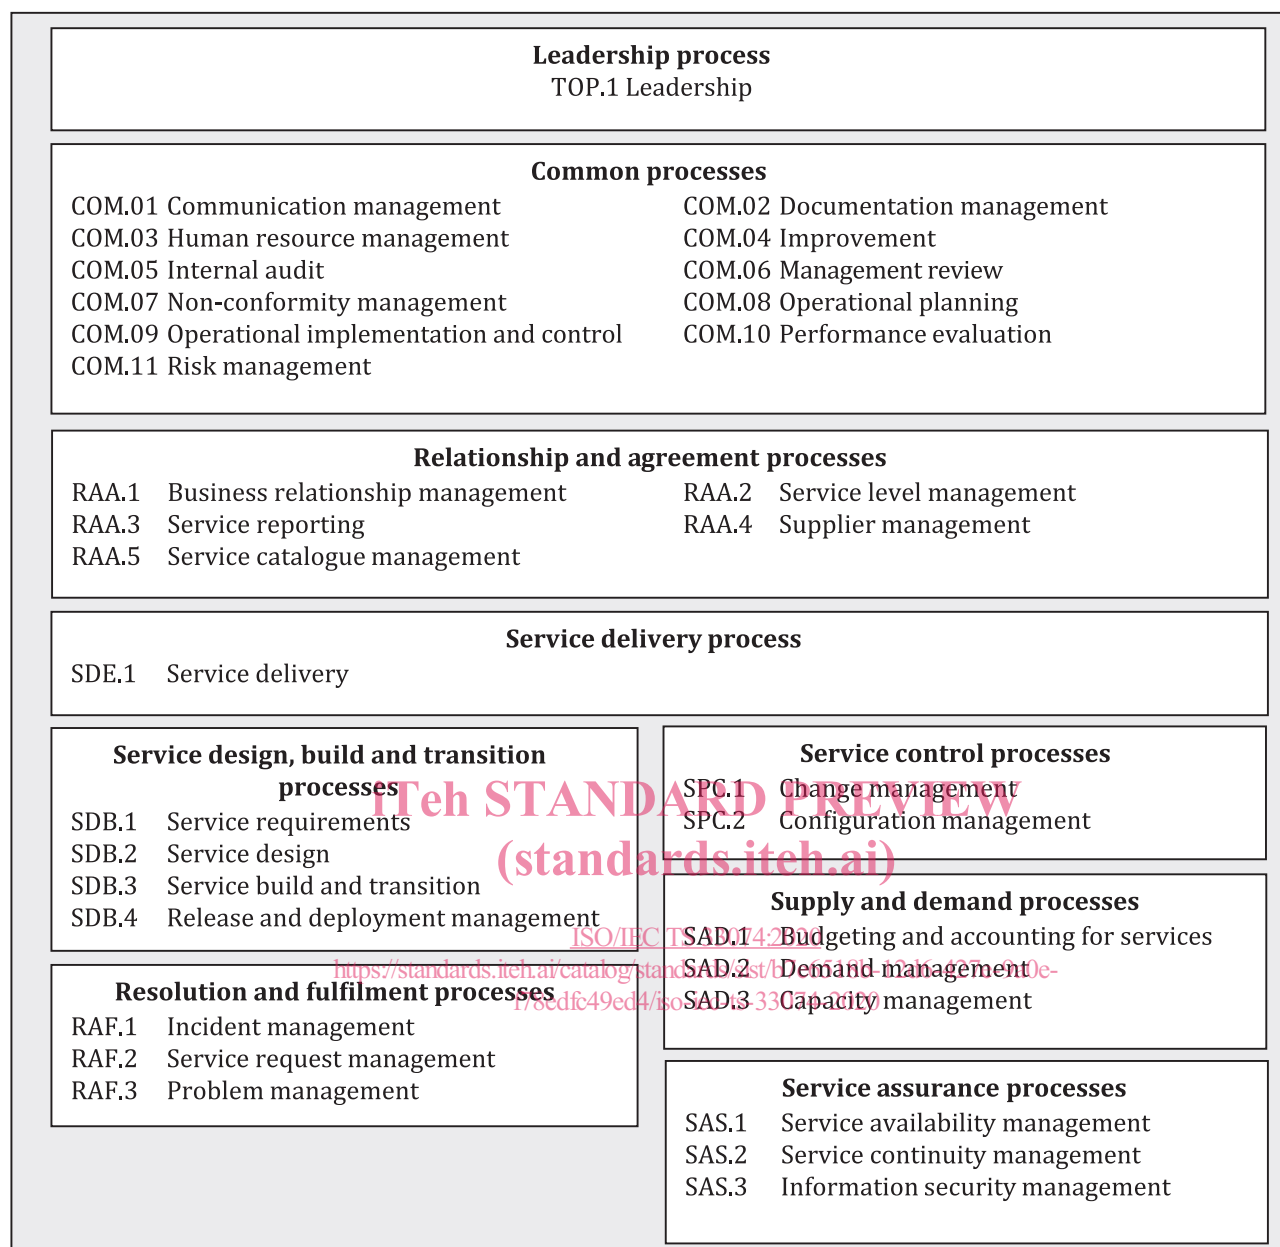 Leadership process
TOP.1 Leadership
Common processes
COM.01 Communication management
COM.02 Documentation management
COM.03 Human resource management
COM.04 Improvement
COM.05 Internal audit
COM.06 Management review
COM.07 Non-conformity management
COM.08 Operational planning
COM.09 Operational implementation and control
COM.10 Performance evaluation
COM.11 Risk management
Relationship and agreement processes
RAA.1 Business relationship management
RAA.2 Service level management
RAA.3 Service reporting
RAA.4 Supplier management
RAA.5 Service catalogue management
Service delivery process
SDE.1 Service delivery
Service design, build and transition
processes
SDB.1 Service requirements
SDB.2 Service design
SDB.3 Service build and transition
SDB.4 Release and deployment management
Service control processes
SPC.1 Change management
SPC.2 Configuration management
Supply and demand processes
SAD.1 Budgeting and accounting for services
SAD.2 Demand management
SAD.3 Capacity management
Resolution and fulfilment processes
RAF.1 Incident management
RAF.2 Service request management
RAF.3 Problem management
Service assurance processes
SAS.1 Service availability management
SAS.2 Service continuity management
SAS.3 Information security management
iTeh STANDARD PREVIEW
(standards.iteh.ai)
ISO/IEC TS 33074:2020